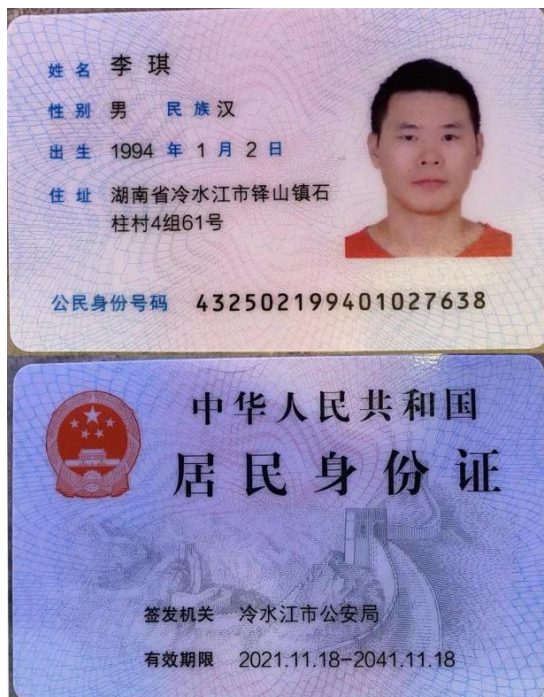 姓名 李琪
性别 男 民族 汉
出生 1994 年 1 月 2 日
住址 湖南省冷水江市铎山镇石
柱村4组61号
公民身份号码 432502199401027638
中华人民共和国
居民身份证
签发机关 冷水江市公安局
有效期限 2021.11.18-2041.11.18